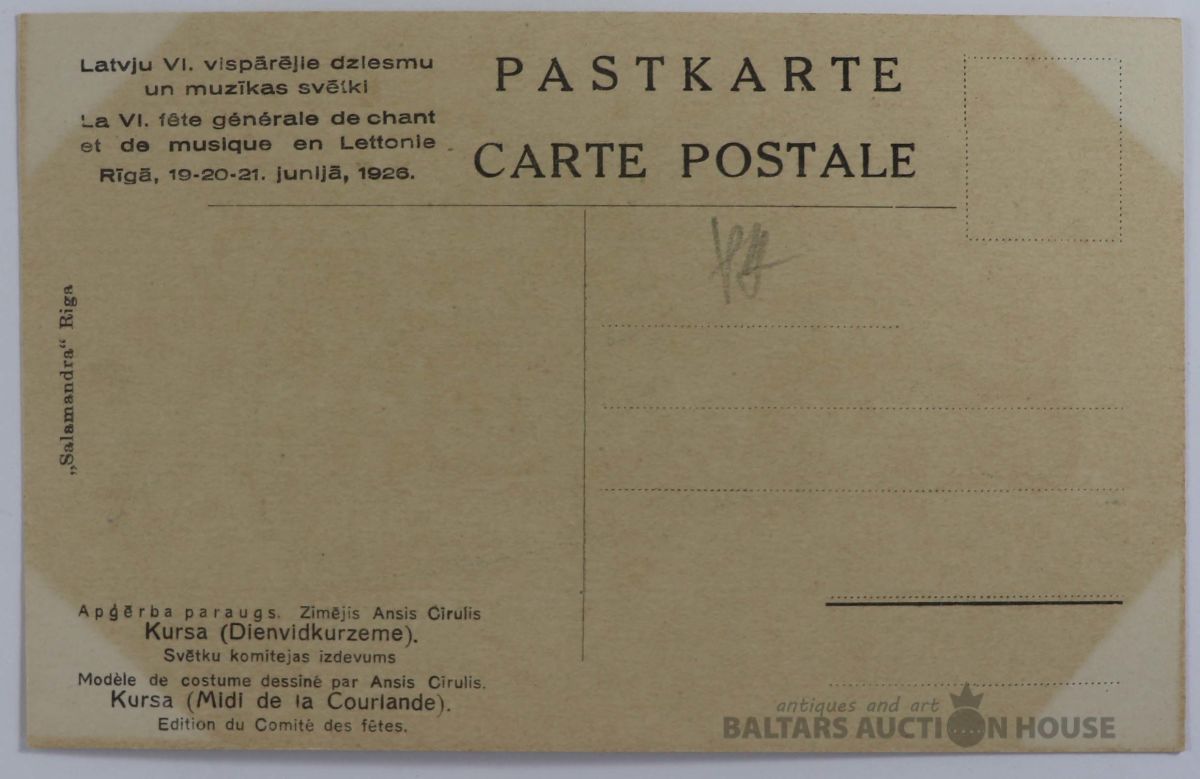 Latvju VI. vispārējie dziesmu
un muzīkas svētki
La VI. fête générale de chant
et de musique en Lettonie
Rīgā, 19-20-21. junijā, 1926.
PASTKARTE
CARTE POSTALE
„Salamandra“ Riga
Apģērba paraugs. Zīmējis Ansis Cīrulis
Kursa (Dienvidkurzeme).
Svētku komitejas izdevums
Modèle de costume dessiné par Ansis Cīrulis.
Kursa (Midi de la Courlande).
Edition du Comité des fêtes.
antiques and art
BALTARS AUCTION HOUSE